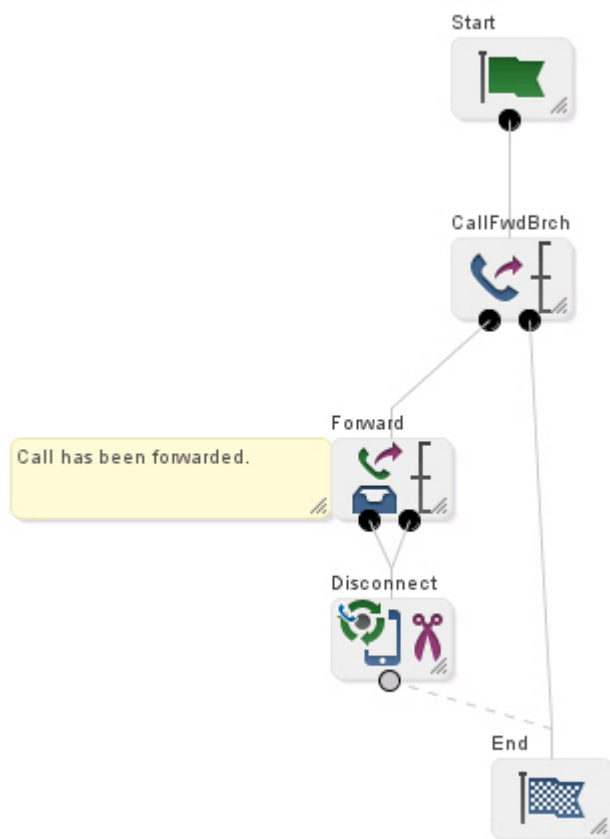 Start
CallFwdBrch
Forward
Call has been forwarded.
Disconnect
End